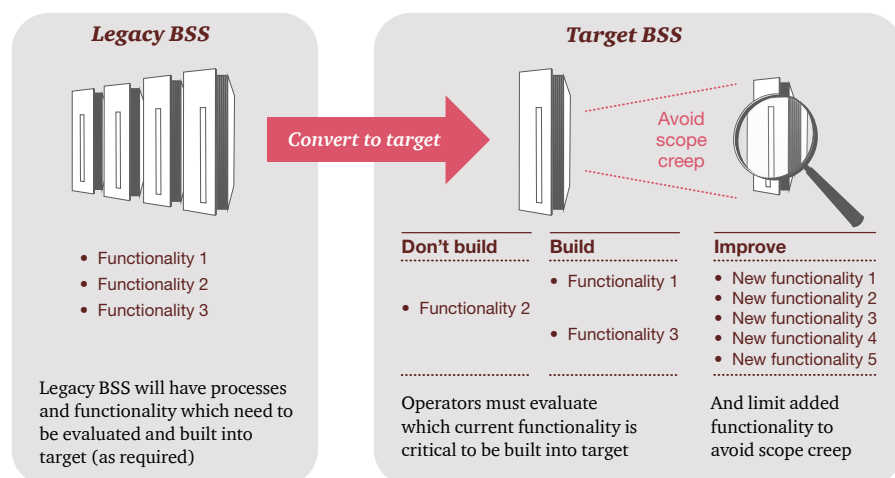 Legacy BSS
Functionality 1
Functionality 2
Functionality 3
Legacy BSS will have processes
and functionality which need to
be evaluated and built into
target (as required)
Convert to target
Target BSS
Avoid
scope
creep
Don’t build
• Functionality 2
Build
• Functionality 1
• Functionality 3
Operators must evaluate
which current functionality is
critical to be built into target
Improve
• New functionality 1
• New functionality 2
• New functionality 3
• New functionality 4
• New functionality 5
And limit added
functionality to
avoid scope creep